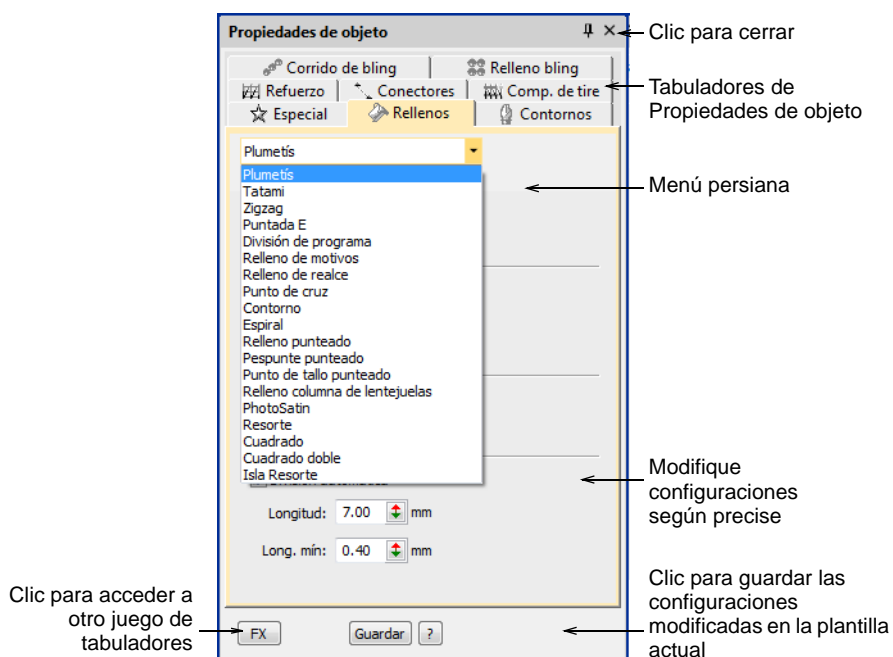 Propiedades de objeto
Clic para cerrar
Corrido de bling
Relleno bling
Refuerzo
Conectores
Comp. de tire
Especial
Rellenos
Contornos
Tabuladores de
Propiedades de objeto
Plumetís
Plumetís
Tatami
Zigzag
Puntada E
División de programa
Relleno de motivos
Relleno de realce
Punto de cruz
Contorno
Espiral
Relleno punteado
Pespunte punteado
Punto de tallo punteado
Relleno columna de lentejuelas
PhotoSatin
Resorte
Cuadrado
Cuadrado doble
Isla Resorte
Menú persiana
Modifique
configuraciones
según precise
Longitud: 7.00 mm
Long. mín: 0.40 mm
Clic para acceder a
otro juego de
tabuladores
FX
Guardar
?
Clic para guardar las
configuraciones
modificadas en la plantilla
actual